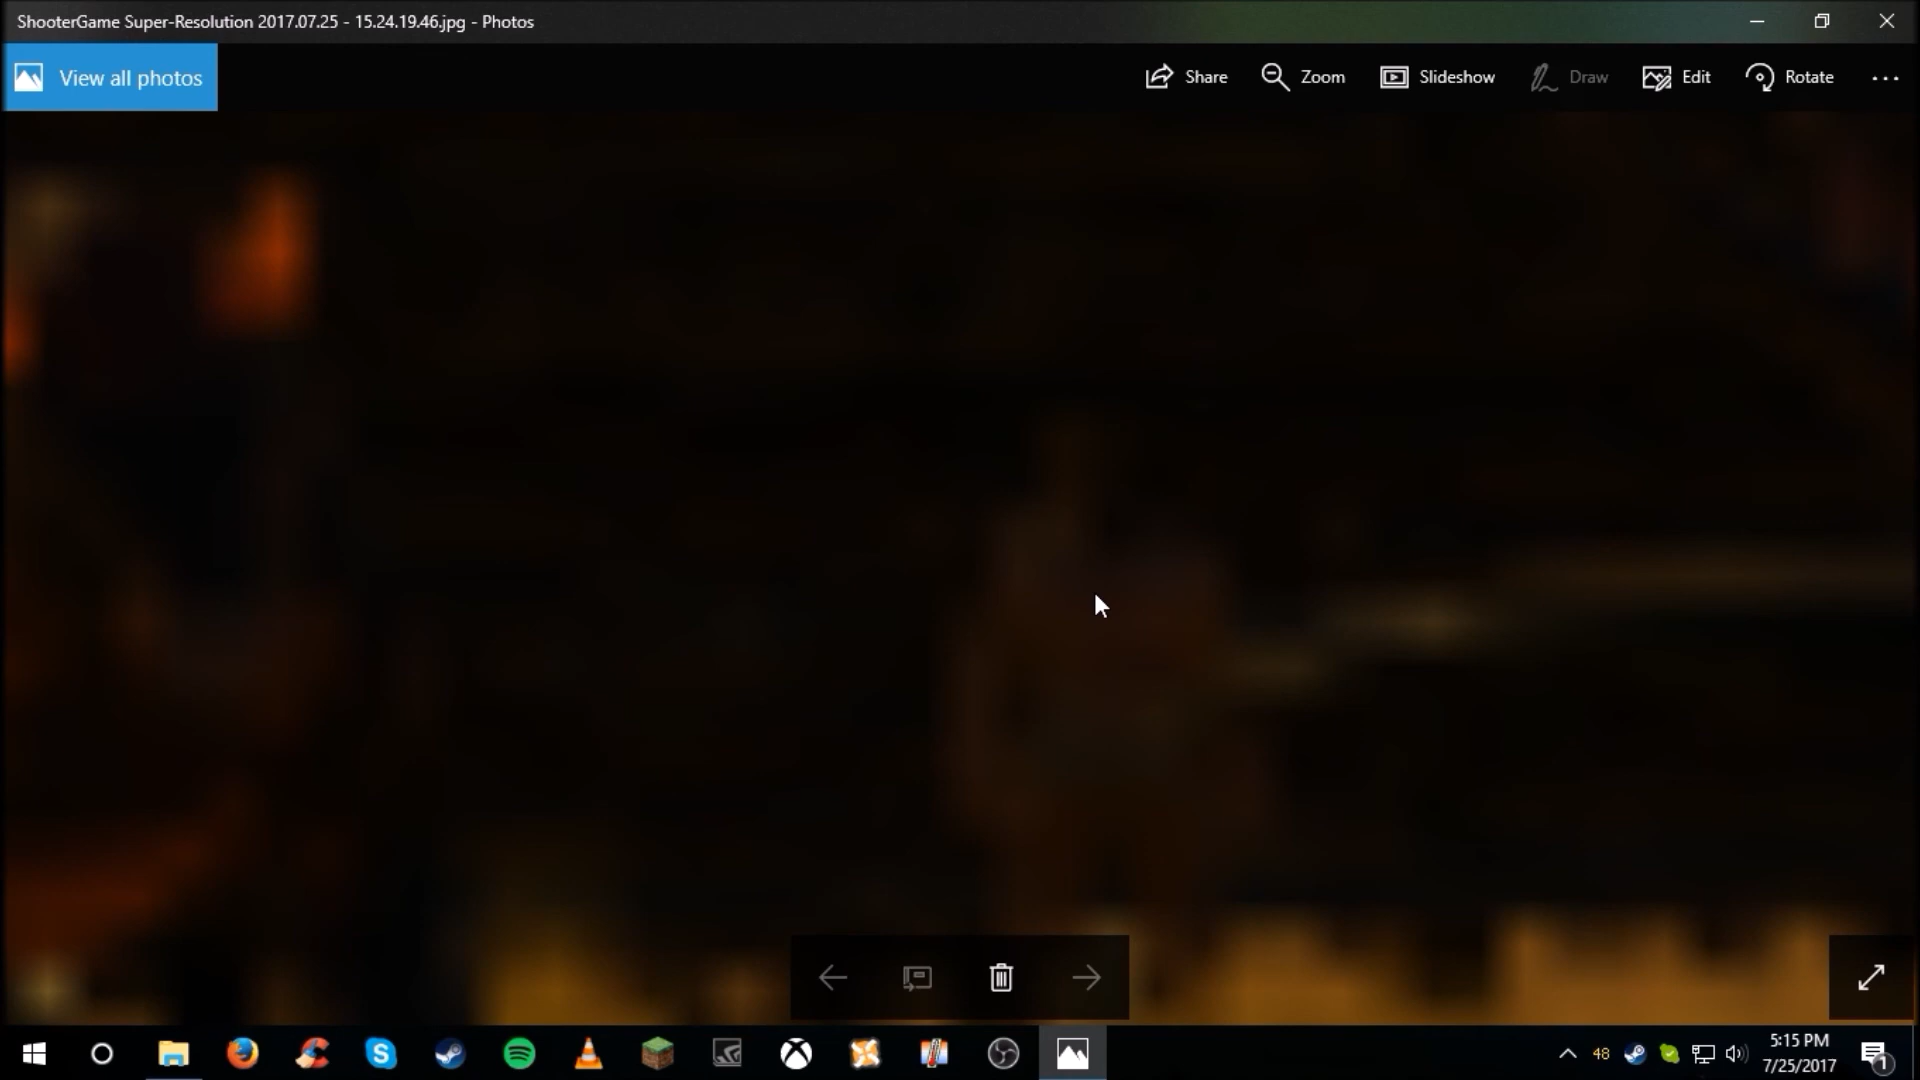 ShooterGame Super-Resolution 2017.07.25 - 15.24.19.46.jpg - Photos
View all photos
Share
Zoom
Slideshow
Draw
Edit
Rotate
48
5:15 PM
7/25/2017
1